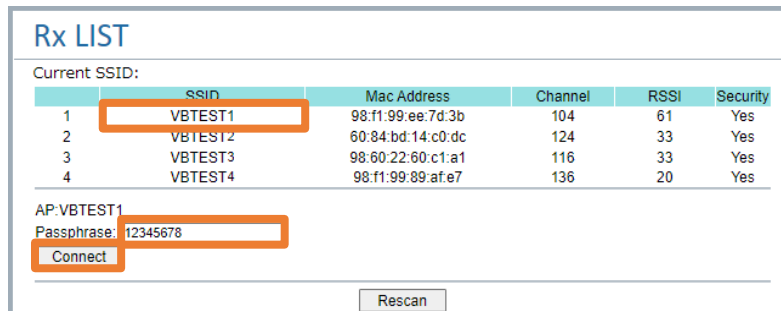 Rx LIST
Current SSID:
SSID Mac Address Channel RSSI Security
1 VBTEST1 98:f1:99:ee:7d:3b 104 61 Yes
2 VBTEST2 60:84:bd:14:c0:dc 124 33 Yes
3 VBTEST3 98:60:22:60:c1:a1 116 33 Yes
4 VBTEST4 98:f1:99:89:af:e7 136 20 Yes
AP:VBTEST1
Passphrase: 12345678
Connect
Rescan